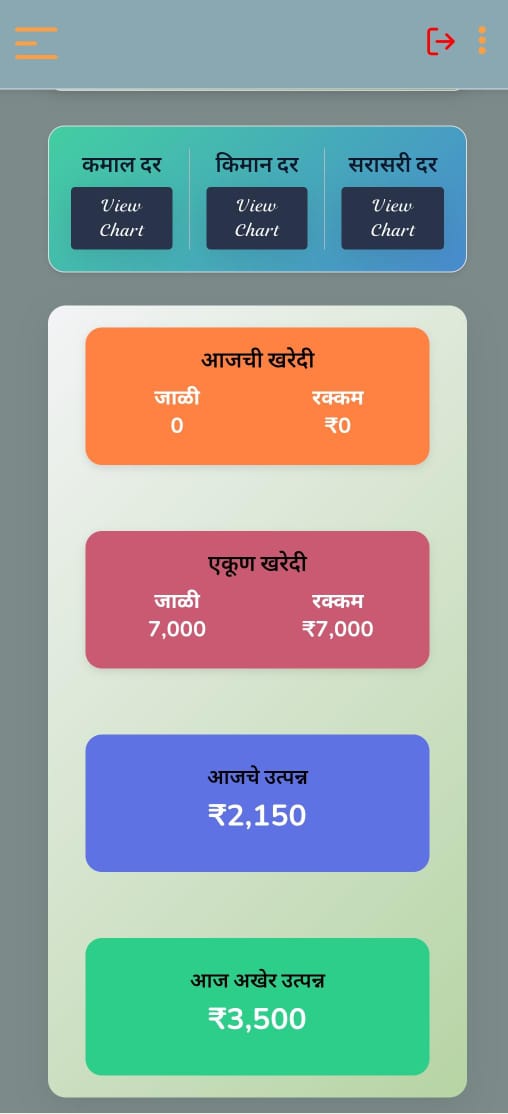 कमाल दर किमान दर सरासरी दर
View Chart View Chart View Chart
आजची खरेदी
जाळी रक्कम
0 ₹0
एकूण खरेदी
जाळी रक्कम
7,000 ₹7,000
आजचे उत्पन्न
₹2,150
आज अखेर उत्पन्न
₹3,500